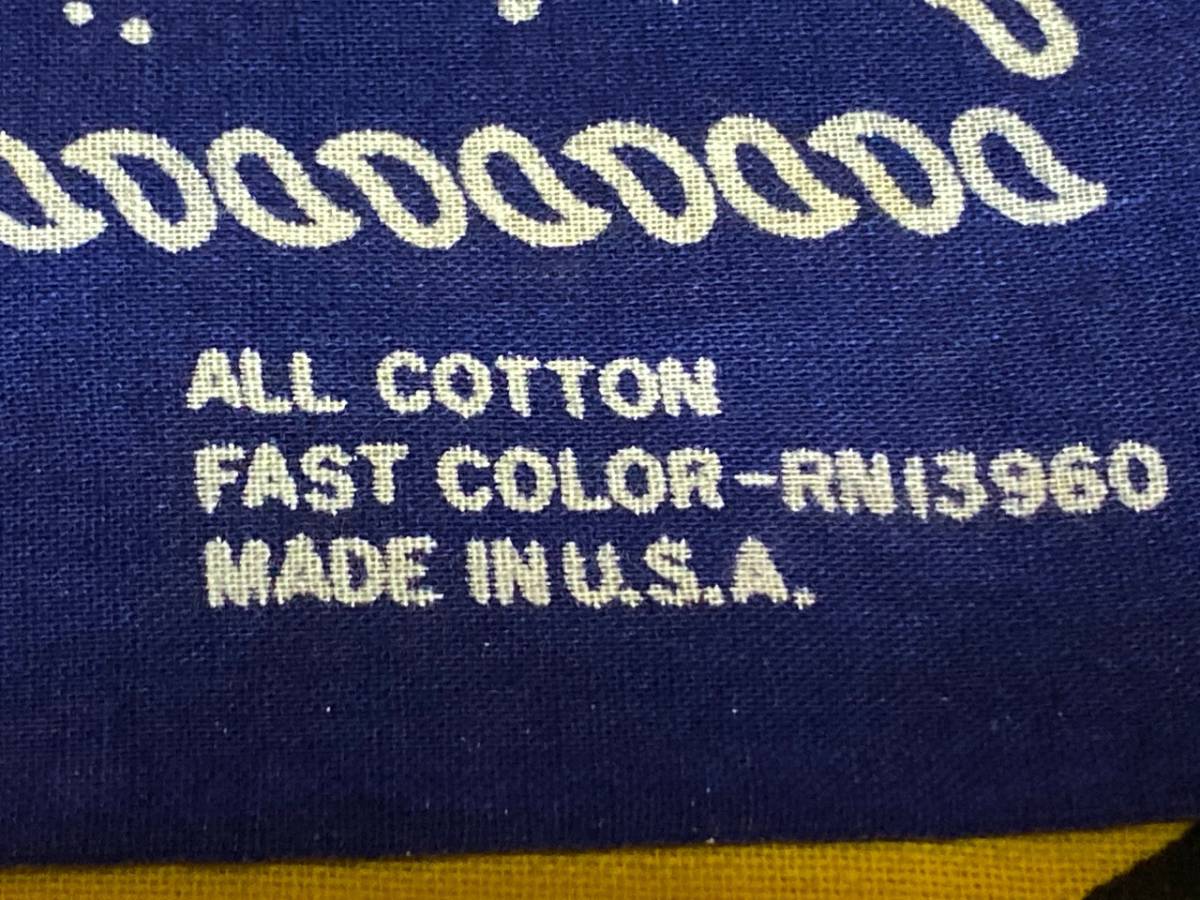 ALL COTTON
FAST COLOR-RN13960
MADE IN U.S.A.